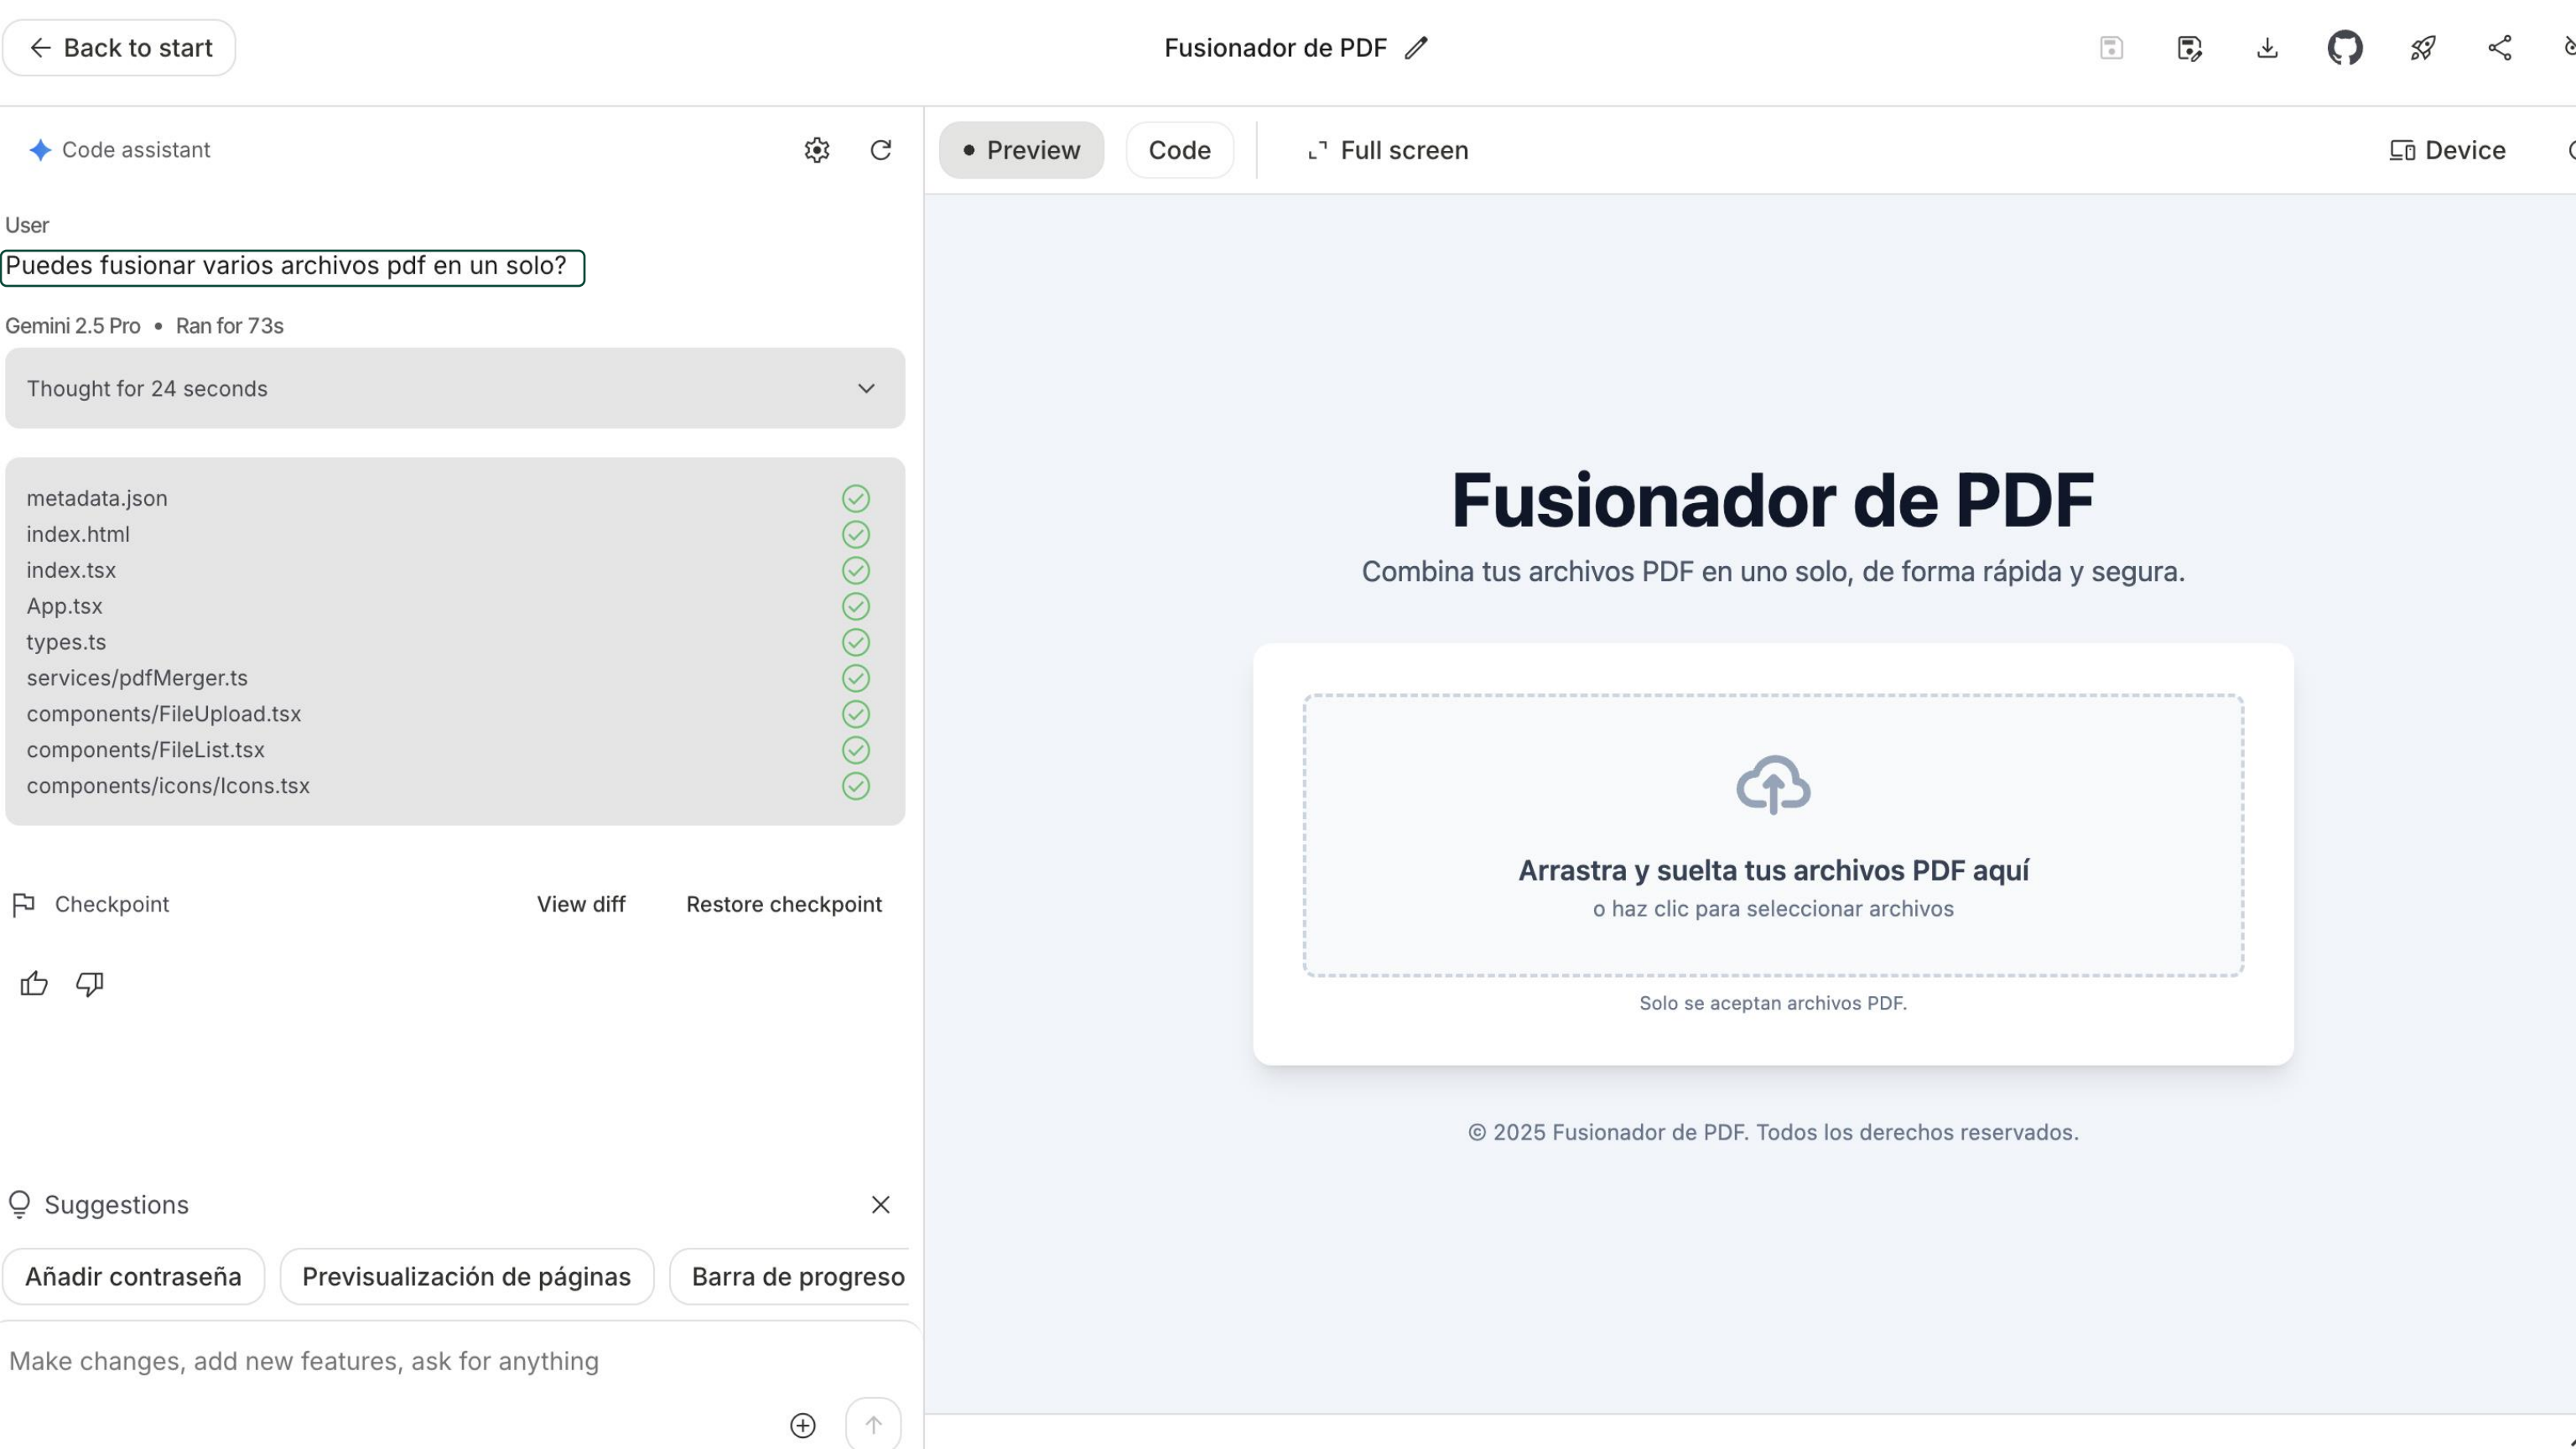 Back to start
Fusionador de PDF
Code assistant
User
Puedes fusionar varios archivos pdf en un solo?
Gemini 2.5 Pro • Ran for 73s
Thought for 24 seconds
metadata.json
index.html
index.tsx
App.tsx
types.ts
services/pdfMerger.ts
components/FileUpload.tsx
components/FileList.tsx
components/icons/Icons.tsx
Checkpoint
View diff
Restore checkpoint
Suggestions
Añadir contraseña
Previsualización de páginas
Barra de progreso
Make changes, add new features, ask for anything
Preview
Code
Full screen
Device
Fusionador de PDF
Combina tus archivos PDF en uno solo, de forma rápida y segura.
Arrastra y suelta tus archivos PDF aquí
o haz clic para seleccionar archivos
Solo se aceptan archivos PDF.
© 2025 Fusionador de PDF. Todos los derechos reservados.